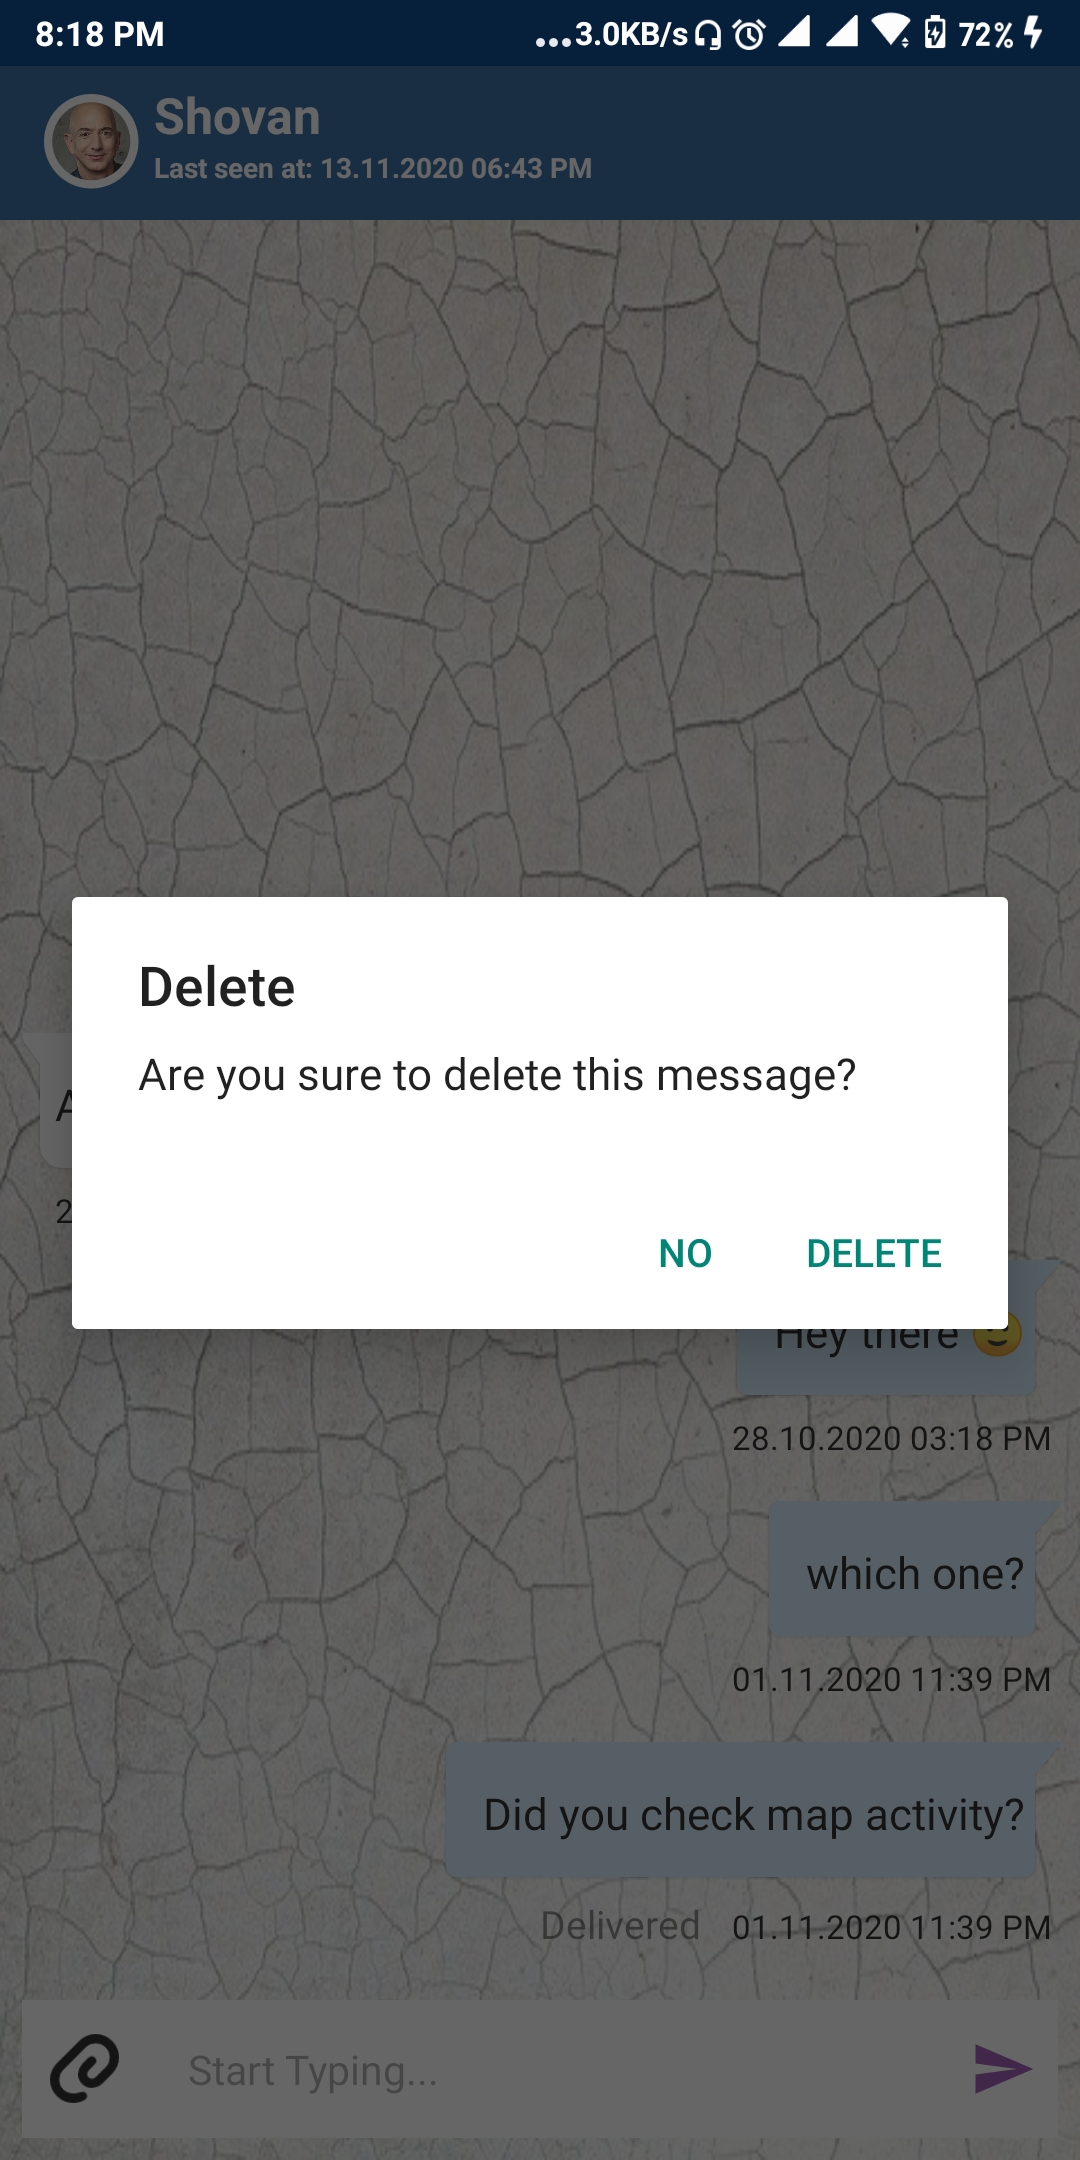 8:18 PM
...3.0KB/s
72%
Shovan
Last seen at: 13.11.2020 06:43 PM
Delete
Are you sure to delete this message?
NO DELETE
Hey there 🙂
28.10.2020 03:18 PM
which one?
01.11.2020 11:39 PM
Did you check map activity?
Delivered 01.11.2020 11:39 PM
Start Typing...